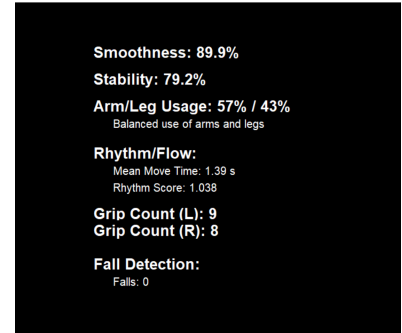 Smoothness: 89.9%
Stability: 79.2%
Arm/Leg Usage: 57% / 43%
Balanced use of arms and legs
Rhythm/Flow:
Mean Move Time: 1.39 s
Rhythm Score: 1.038
Grip Count (L): 9
Grip Count (R): 8
Fall Detection:
Falls: 0